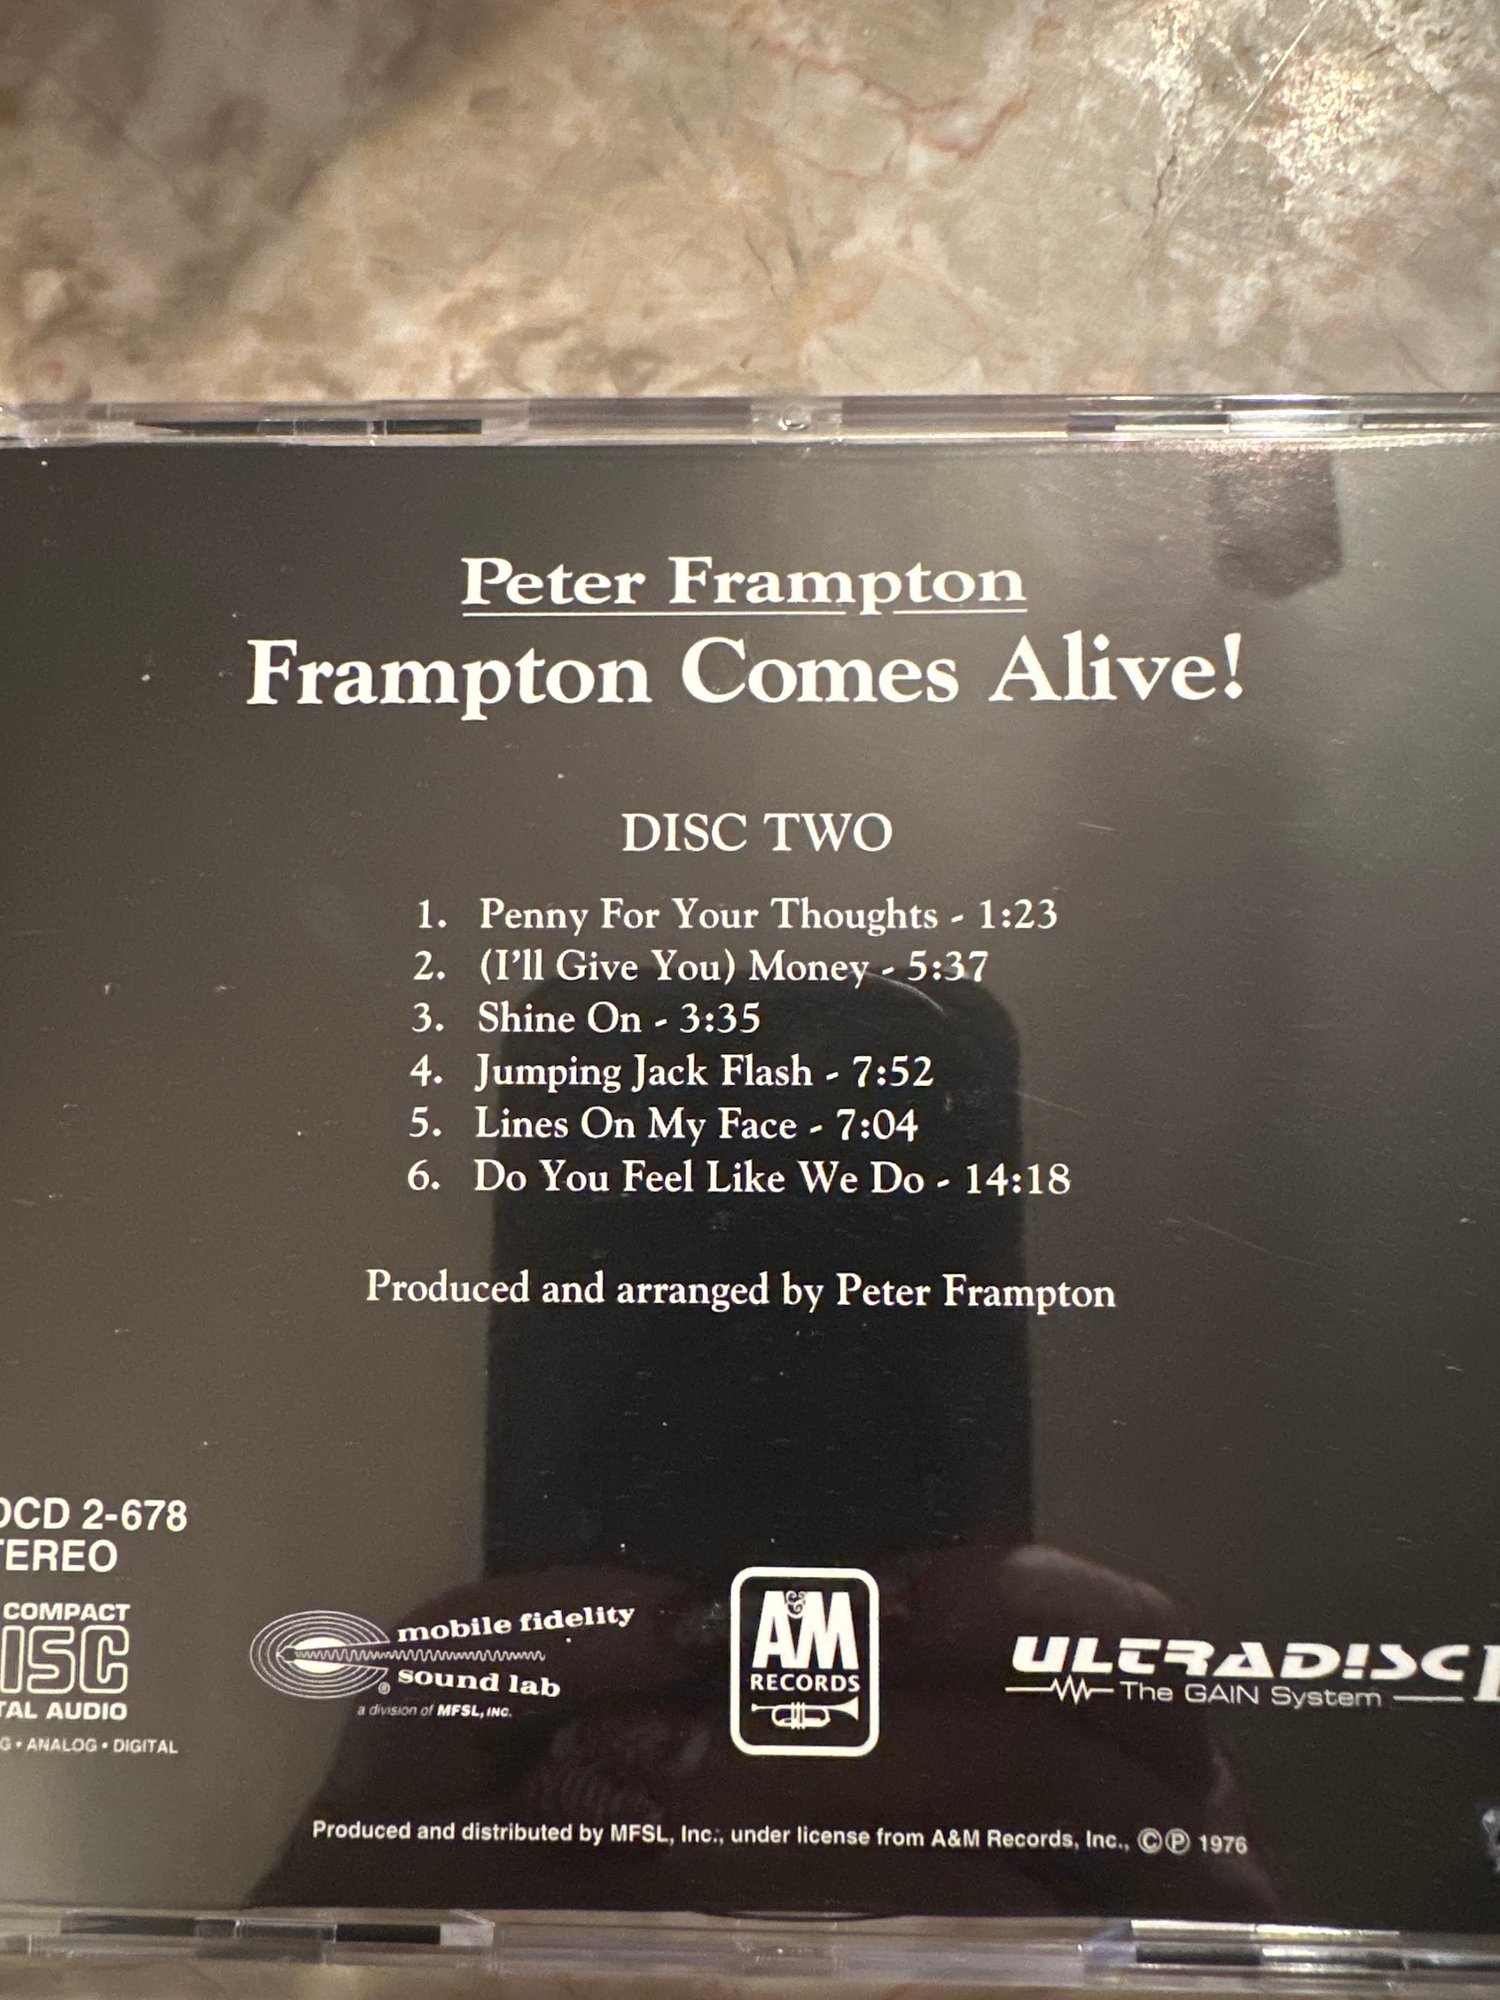 Peter Frampton
Frampton Comes Alive!
DISC TWO
1. Penny For Your Thoughts - 1:23
2. (I'll Give You) Money - 5:37
3. Shine On - 3:35
4. Jumping Jack Flash - 7:52
5. Lines On My Face - 7:04
6. Do You Feel Like We Do - 14:18
Produced and arranged by Peter Frampton
DCD 2-678
TEREO
COMPACT
DISC
TAL AUDIO
G • ANALOG • DIGITAL
mobile fidelity
sound lab
®
a division of MFSL, INC.
A&M
RECORDS
ULTRADISC
The GAIN System
Produced and distributed by MFSL, Inc., under license from A&M Records, Inc., ©℗ 1976